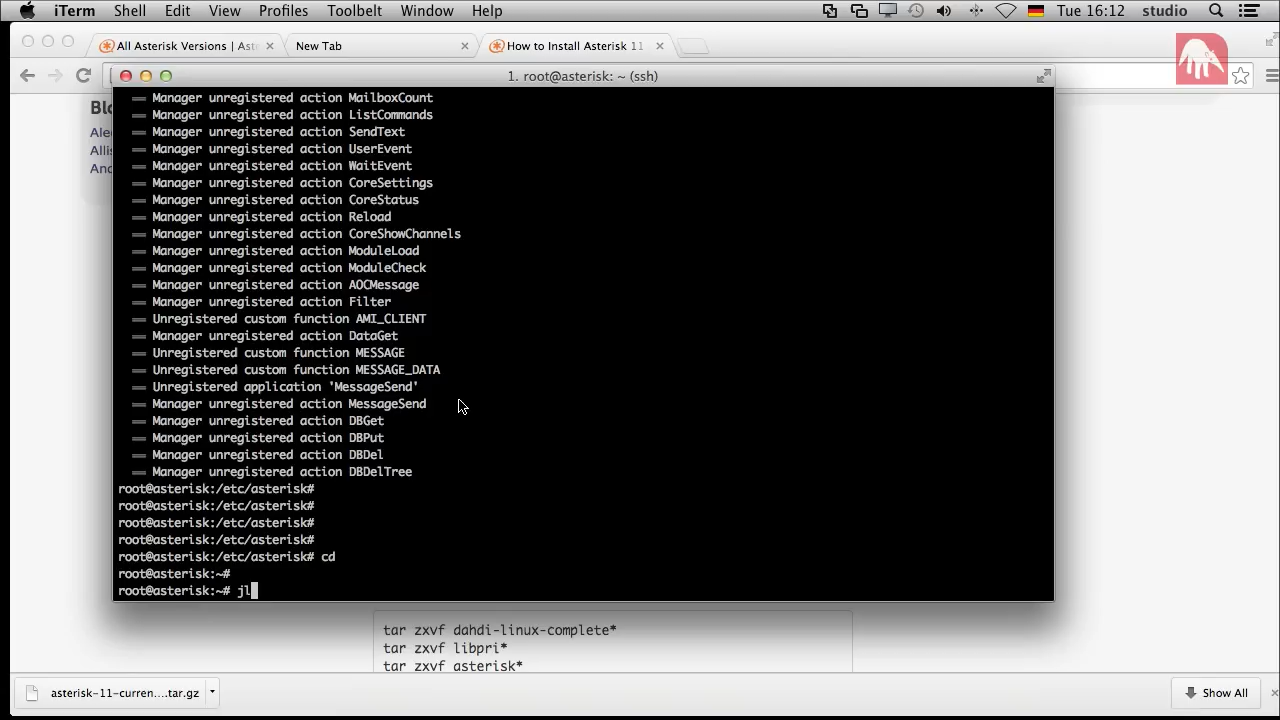 iTerm Shell Edit View Profiles Toolbelt Window Help Tue 16:12 studio
All Asterisk Versions | Ast × New Tab × How to Install Asterisk 11 ×
1. root@asterisk: ~ (ssh)
Blo
Ale
Allis
And
== Manager unregistered action MailboxCount
== Manager unregistered action ListCommands
== Manager unregistered action SendText
== Manager unregistered action UserEvent
== Manager unregistered action WaitEvent
== Manager unregistered action CoreSettings
== Manager unregistered action CoreStatus
== Manager unregistered action Reload
== Manager unregistered action CoreShowChannels
== Manager unregistered action ModuleLoad
== Manager unregistered action ModuleCheck
== Manager unregistered action AOCMessage
== Manager unregistered action Filter
== Unregistered custom function AMI_CLIENT
== Manager unregistered action DataGet
== Unregistered custom function MESSAGE
== Unregistered custom function MESSAGE_DATA
== Unregistered application 'MessageSend'
== Manager unregistered action MessageSend
== Manager unregistered action DBGet
== Manager unregistered action DBPut
== Manager unregistered action DBDel
== Manager unregistered action DBDelTree
root@asterisk:/etc/asterisk#
root@asterisk:/etc/asterisk#
root@asterisk:/etc/asterisk#
root@asterisk:/etc/asterisk#
root@asterisk:/etc/asterisk# cd
root@asterisk:~#
root@asterisk:~# jl
tar zxvf dahdi-linux-complete*
tar zxvf libpri*
tar zxvf asterisk*
asterisk-11-curren....tar.gz
Show All